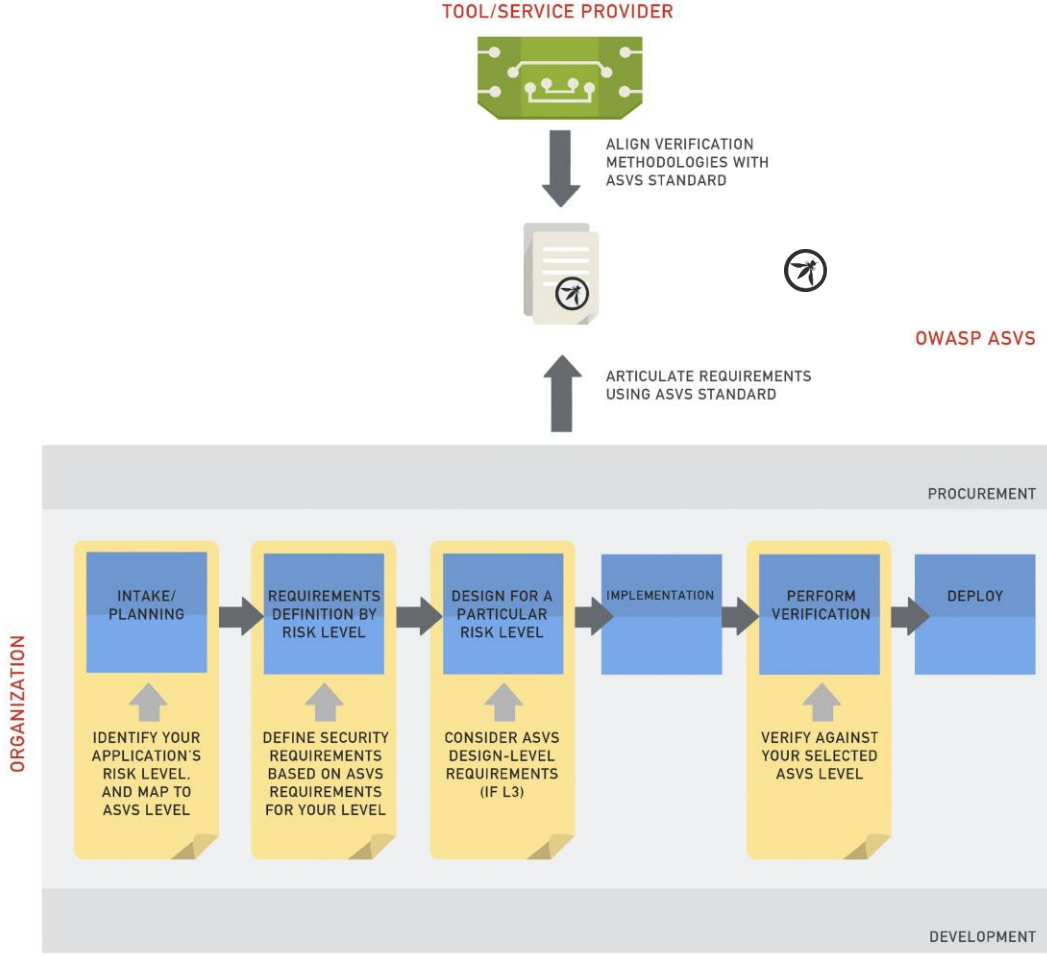 TOOL/SERVICE PROVIDER
ALIGN VERIFICATION
METHODOLOGIES WITH
ASVS STANDARD
OWASP ASVS
ARTICULATE REQUIREMENTS
USING ASVS STANDARD
PROCUREMENT
ORGANIZATION
INTAKE/
PLANNING
REQUIREMENTS
DEFINITION BY
RISK LEVEL
DESIGN FOR A
PARTICULAR
RISK LEVEL
IMPLEMENTATION
PERFORM
VERIFICATION
DEPLOY
IDENTIFY YOUR
APPLICATION'S
RISK LEVEL,
AND MAP TO
ASVS LEVEL
DEFINE SECURITY
REQUIREMENTS
BASED ON ASVS
REQUIREMENTS
FOR YOUR LEVEL
CONSIDER ASVS
DESIGN-LEVEL
REQUIREMENTS
(IF L3)
VERIFY AGAINST
YOUR SELECTED
ASVS LEVEL
DEVELOPMENT